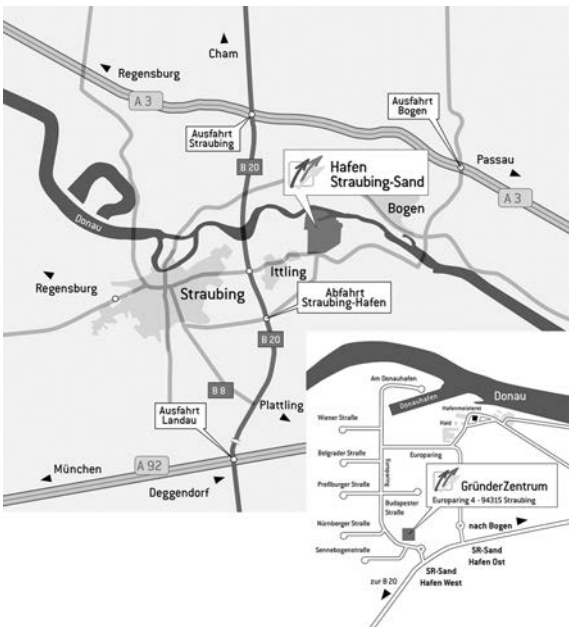 Cham
Regensburg
A 3
Ausfahrt
Straubing
Ausfahrt
Bogen
B 20
Passau
A 3
Hafen
Straubing-Sand
Bogen
Donau
Regensburg
Straubing
Ittling
Abfahrt
Straubing-Hafen
B 20
B 8
Plattling
Ausfahrt
Landau
München
A 92
Deggendorf
Am Donauhafen
Donauhafen
Donau
Hafenmeisterei
Haid
Wiener Straße
Belgrader Straße
Europaring
Europaring
GründerZentrum
Europaring 4 - 94315 Straubing
Preßburger Straße
Budapester
Straße
Nürnberger Straße
Sennebogenstraße
nach Bogen
SR-Sand
Hafen Ost
SR-Sand
Hafen West
zur B 20